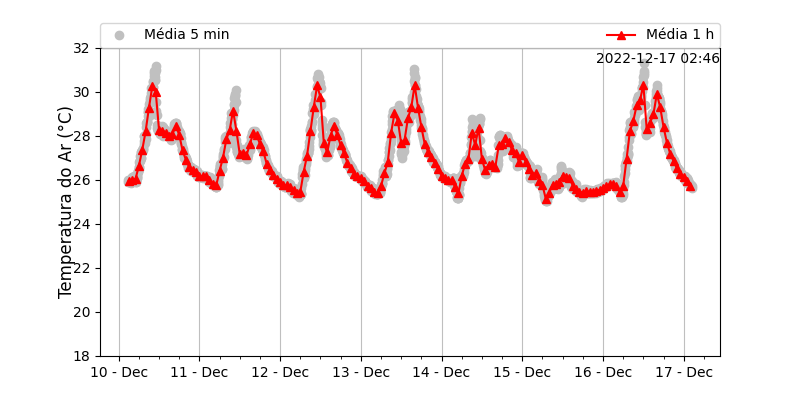 Média 5 min
Média 1 h
2022-12-17 02:46
Temperatura do Ar (°C)
32
30
28
26
24
22
20
18
10 - Dec
11 - Dec
12 - Dec
13 - Dec
14 - Dec
15 - Dec
16 - Dec
17 - Dec